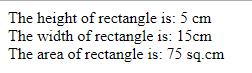 The height of rectangle is: 5 cm
The width of rectangle is: 15cm
The area of rectangle is: 75 sq.cm